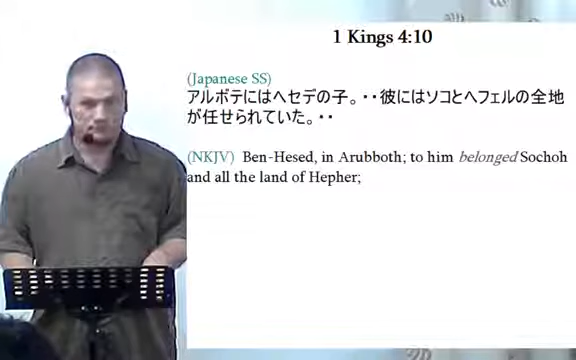 1 Kings 4:10
(Japanese SS)
アルボテにはヘセデの子。・・彼にはソコとヘフェルの全地
が任せられていた。・・
(NKJV) Ben-Hesed, in Arubboth; to him belonged Sochoh
and all the land of Hepher;